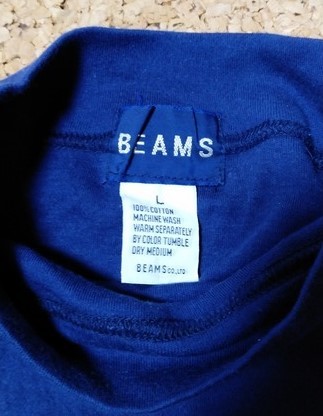 BEAMS
L
100% COTTON
MACHINE WASH
WARM SEPARATELY
BY COLOR TUMBLE
DRY MEDIUM
BEAMS CO.,LTD